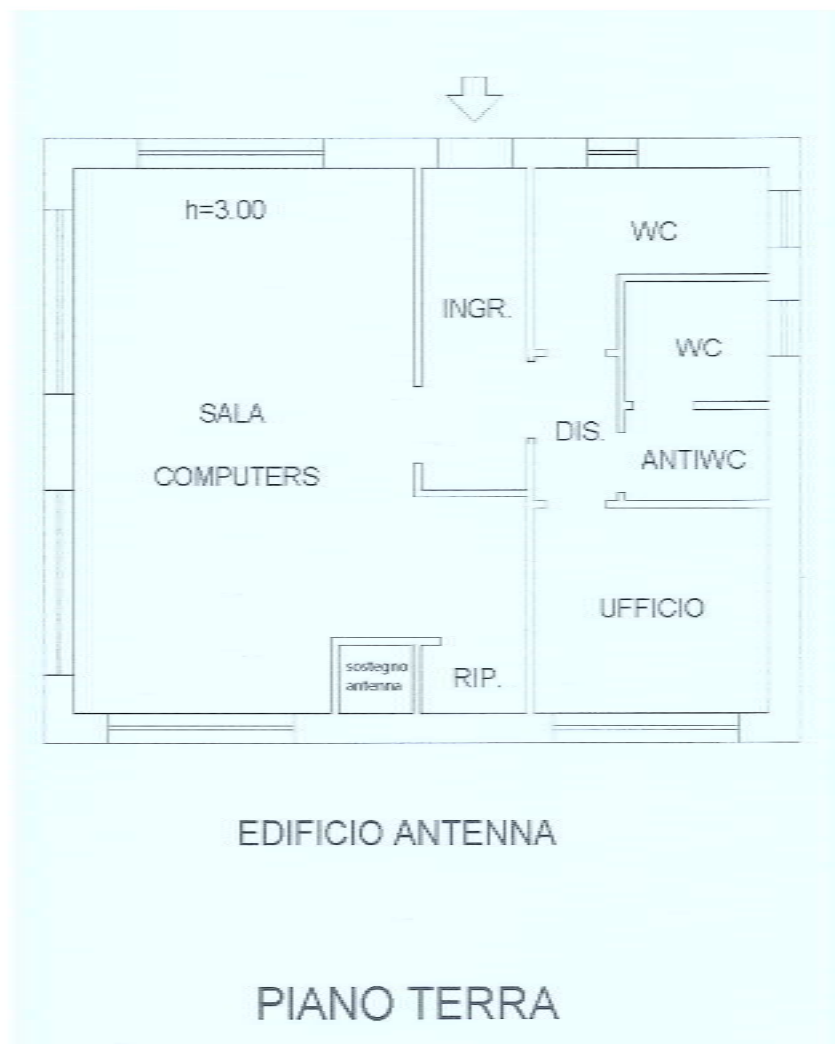 h=3.00
WC
INGR.
WC
SALA
COMPUTERS
DIS.
ANTIWC
UFFICIO
sostegno
antenna
RIP.
EDIFICIO ANTENNA
PIANO TERRA